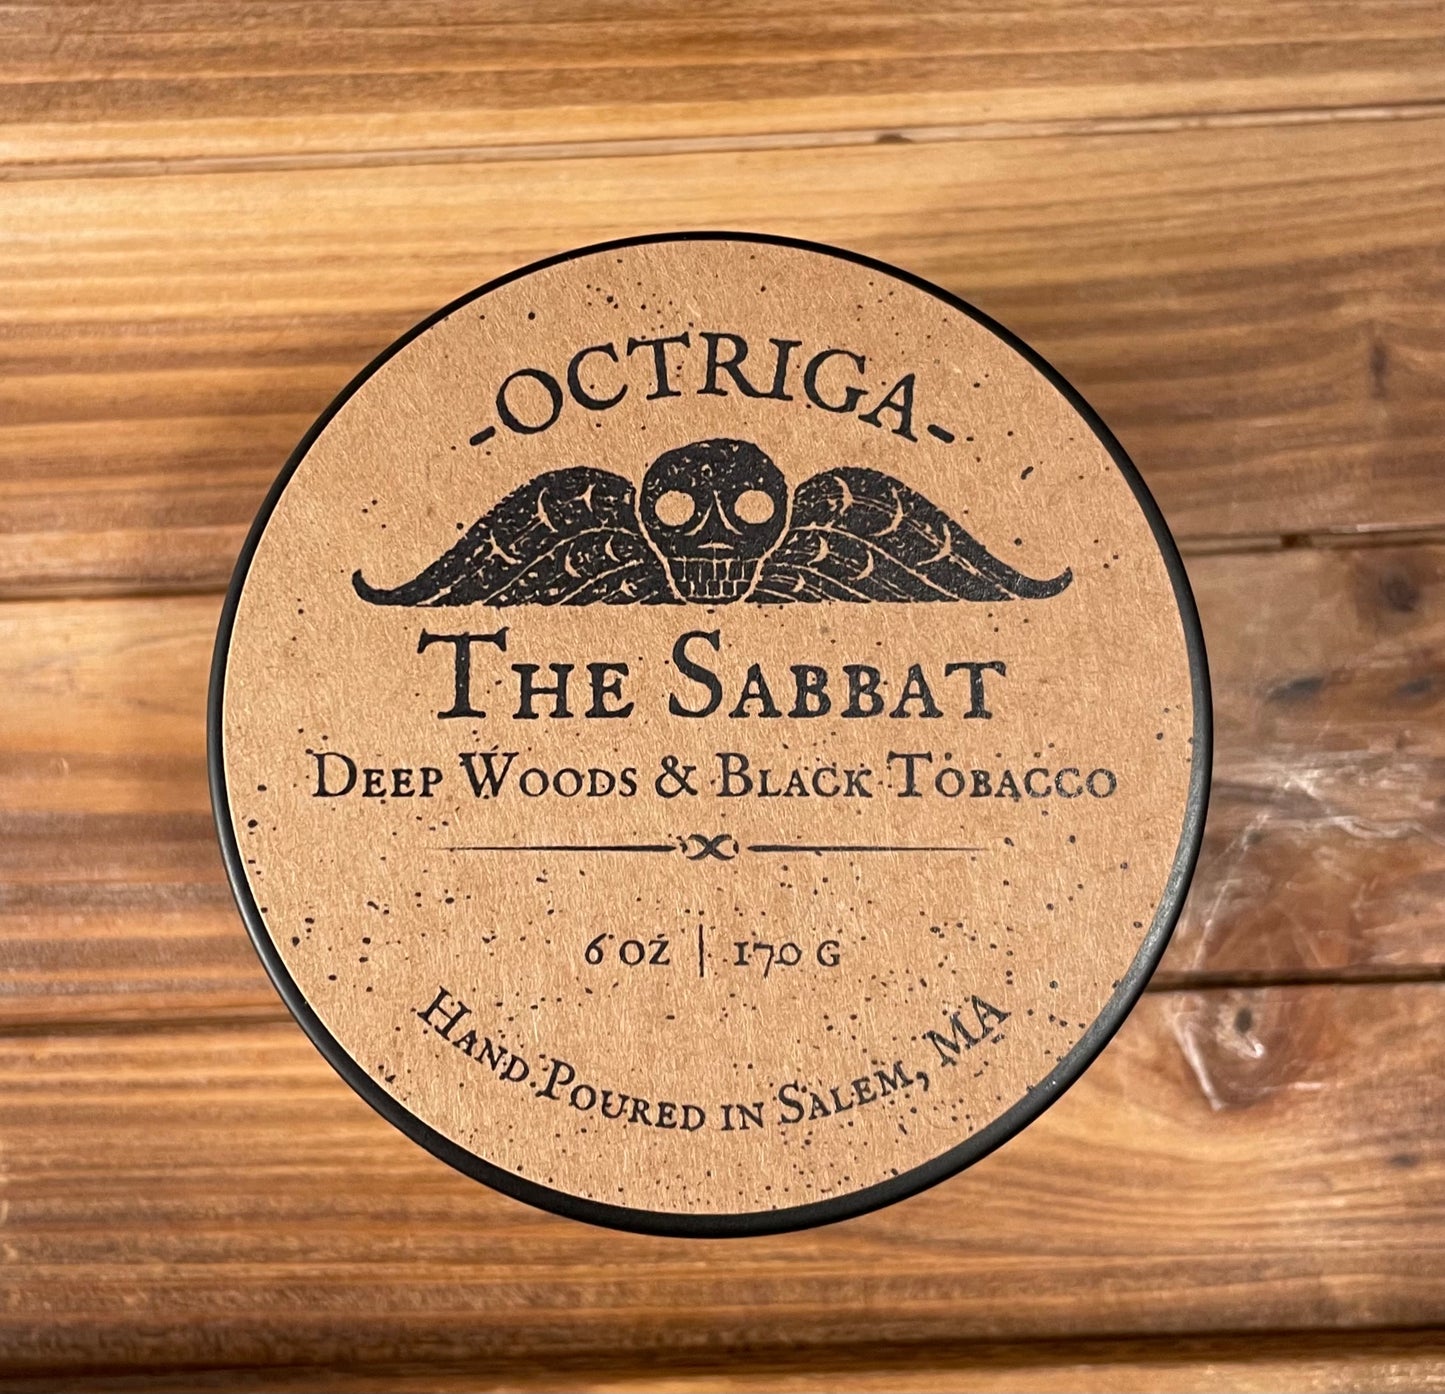 -OCTRIGA-
THE SABBAT
DEEP WOODS & BLACK TOBACCO
6 OZ | 170 G
HAND POURED IN SALEM, MA